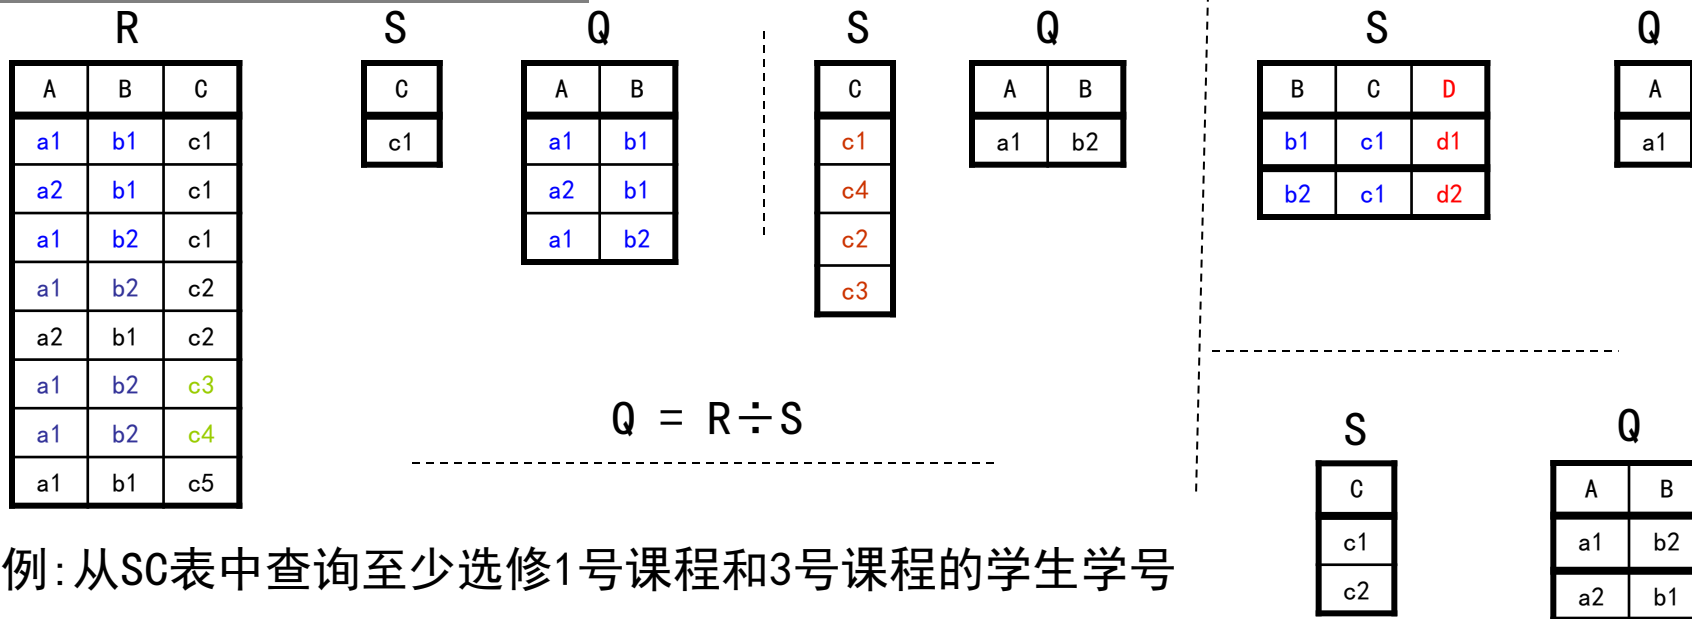 R S Q S Q S Q
A B C
a1 b1 c1
a2 b1 c1
a1 b2 c1
a1 b2 c2
a2 b1 c2
a1 b2 c3
a1 b2 c4
a1 b1 c5
C
c1
A B
a1 b1
a2 b1
a1 b2
C
c1
c4
c2
c3
A B
a1 b2
B C D
b1 c1 d1
b2 c1 d2
A
a1
Q = R÷S
S Q
C
c1
c2
A B
a1 b2
a2 b1
例:从SC表中查询至少选修1号课程和3号课程的学生学号